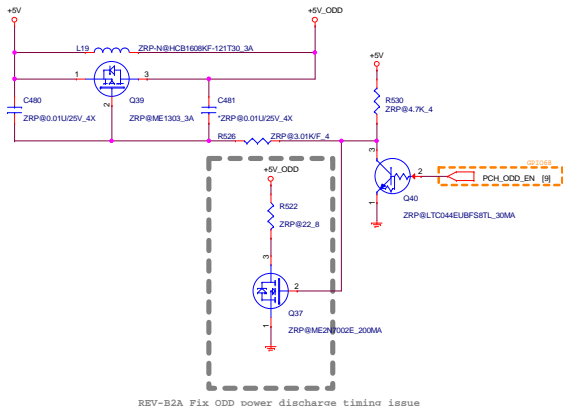 +5V
+5V_ODD
L19
ZRP-N@HCB1608KF-121T30_3A
+5V
1
3
Q39
2
C480
ZRP@0.01U/25V_4X
ZRP@ME1303_3A
C481
*ZRP@0.01U/25V_4X
R530
ZRP@4.7K_4
R526
ZRP@3.01K/F_4
3
GPIO68
2
PCH_ODD_EN [9]
1
Q40
ZRP@LTC044EUBFS8TL_30MA
+5V_ODD
R522
ZRP@22_8
3
2
Q37
1
ZRP@ME2N7002E_200MA
REV-B2A Fix ODD power discharge timing issue